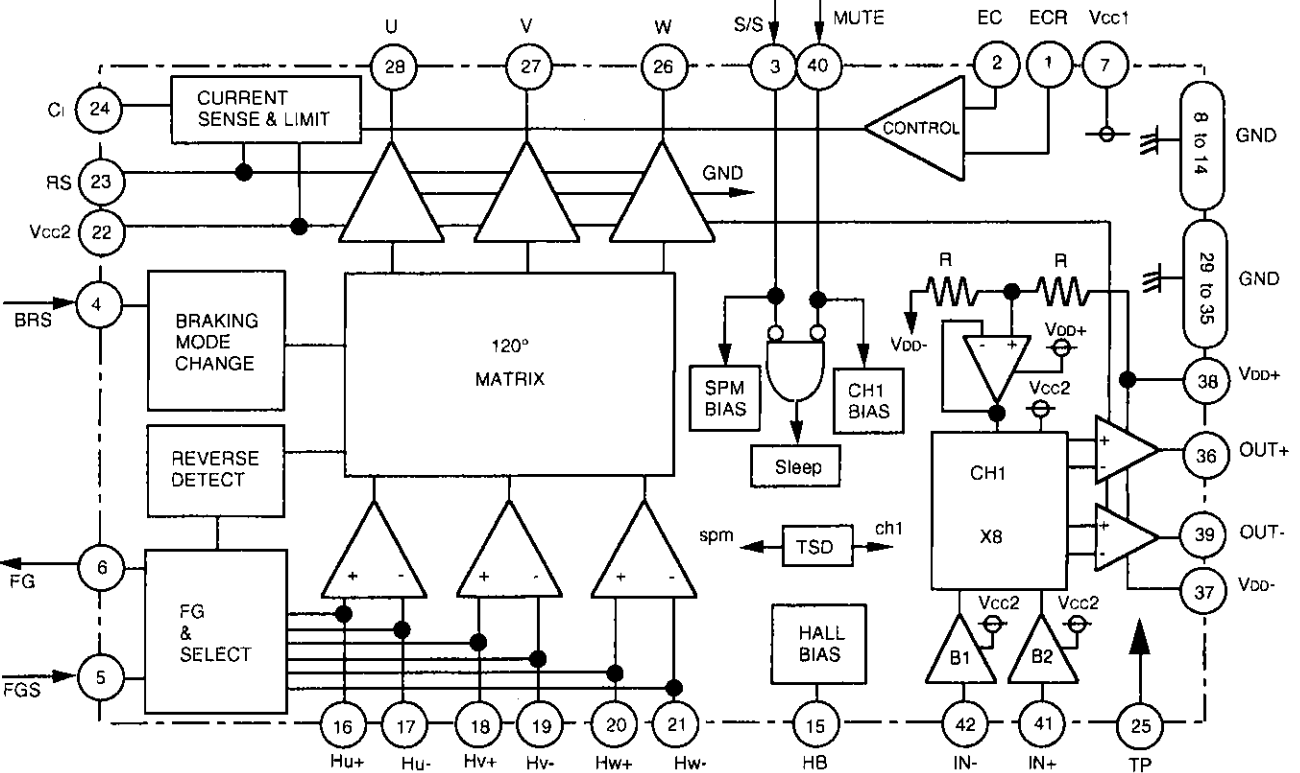 U V W S/S MUTE EC ECR Vcc1
28 27 26 3 40 2 1 7
CI 24 CURRENT
SENSE & LIMIT
CONTROL
8 to 14 GND
RS 23 GND
Vcc2 22
29 to 35 GND
R R
4 BRS
BRAKING
MODE
CHANGE
120°
MATRIX
VDD- - + VDD+
SPM
BIAS
CH1
BIAS
Vcc2
38 VDD+
REVERSE
DETECT
Sleep
CH1
X8
+ - 36 OUT+
spm TSD ch1
+ - 39 OUT-
6 FG
+ - + - + -
37 VDD-
FG
&
SELECT
HALL
BIAS
Vcc2 Vcc2
B1 B2
5 FGS
16 17 18 19 20 21 15 42 41 25
Hu+ Hu- Hv+ Hv- Hw+ Hw- HB IN- IN+ TP